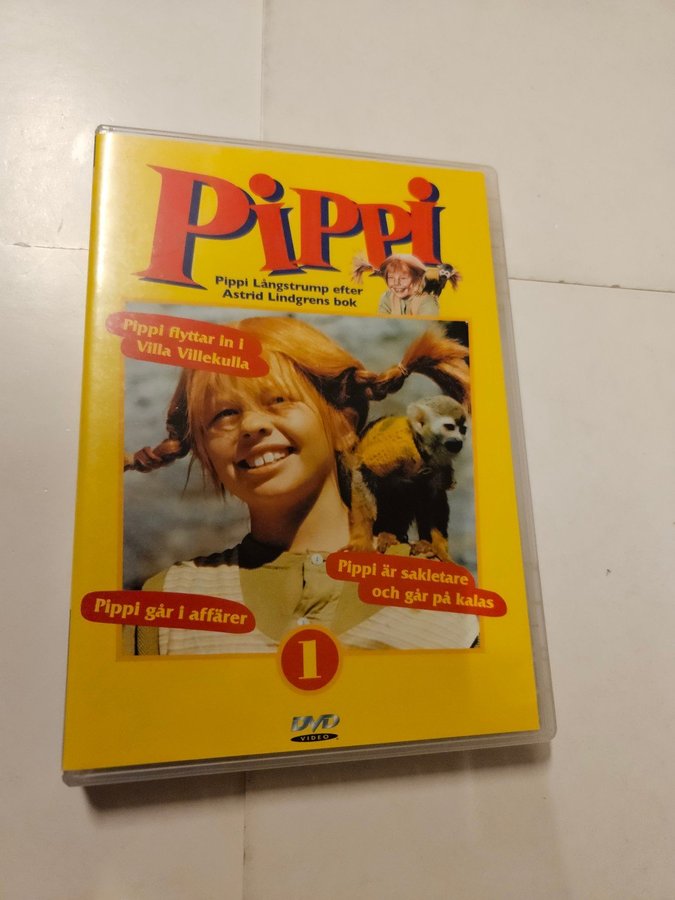 Pippi
Pippi Långstrump efter
Astrid Lindgrens bok
Pippi flyttar in i
Villa Villekulla
Pippi är sakletare
och går på kalas
Pippi går i affärer
1
DVD
VIDEO